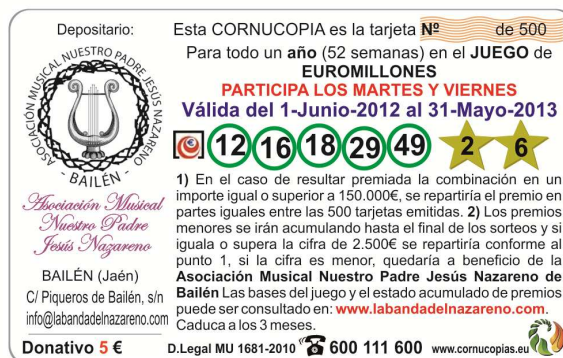 Depositario:
ASOCIACIÓN MUSICAL NUESTRO PADRE JESÚS NAZARENO
- BAILÉN -
Asociación Musical
Nuestro Padre
Jesús Nazareno
BAILÉN (Jaén)
C/ Piqueros de Bailén, s/n
info@labandadelnazareno.com
Donativo 5 €
Esta CORNUCOPIA es la tarjeta Nº de 500
Para todo un año (52 semanas) en el JUEGO de
EUROMILLONES
PARTICIPA LOS MARTES Y VIERNES
Válida del 1-Junio-2012 al 31-Mayo-2013
12 16 18 29 49 2 6
1) En el caso de resultar premiada la combinación en un
importe igual o superior a 150.000€, se repartiría el premio en
partes iguales entre las 500 tarjetas emitidas. 2) Los premios
menores se irán acumulando hasta el final de los sorteos y si
iguala o supera la cifra de 2.500€ se repartiría conforme al
punto 1, si la cifra es menor, quedaría a beneficio de la
Asociación Musical Nuestro Padre Jesús Nazareno de
Bailén Las bases del juego y el estado acumulado de premios
puede ser consultado en: www.labandadelnazareno.com.
Caduca a los 3 meses.
D.Legal MU 1681-2010 600 111 600 www.cornucopias.eu